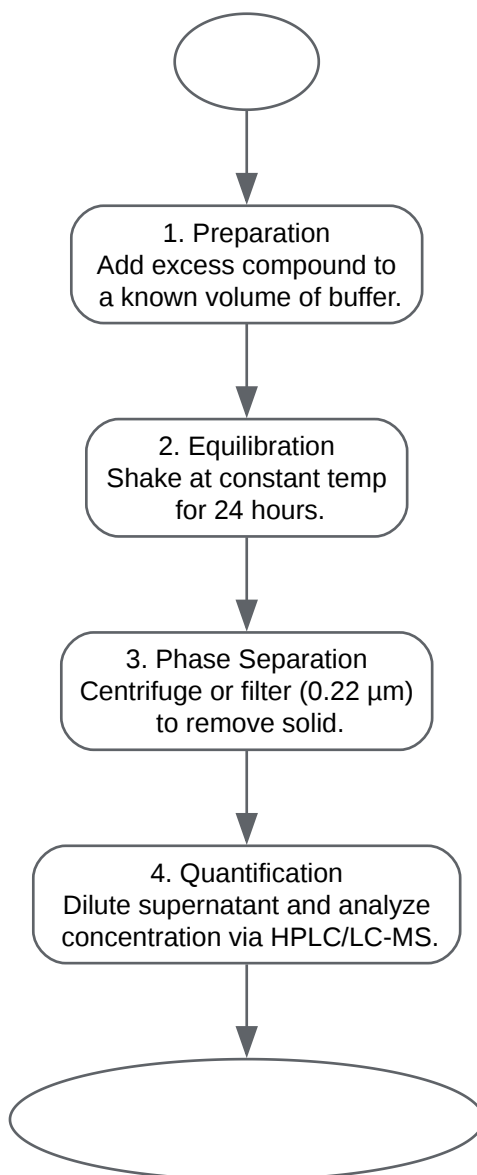 1. Preparation
Add excess compound to
a known volume of buffer.
2. Equilibration
Shake at constant temp
for 24 hours.
3. Phase Separation
Centrifuge or filter (0.22 µm)
to remove solid.
4. Quantification
Dilute supernatant and analyze
concentration via HPLC/LC-MS.